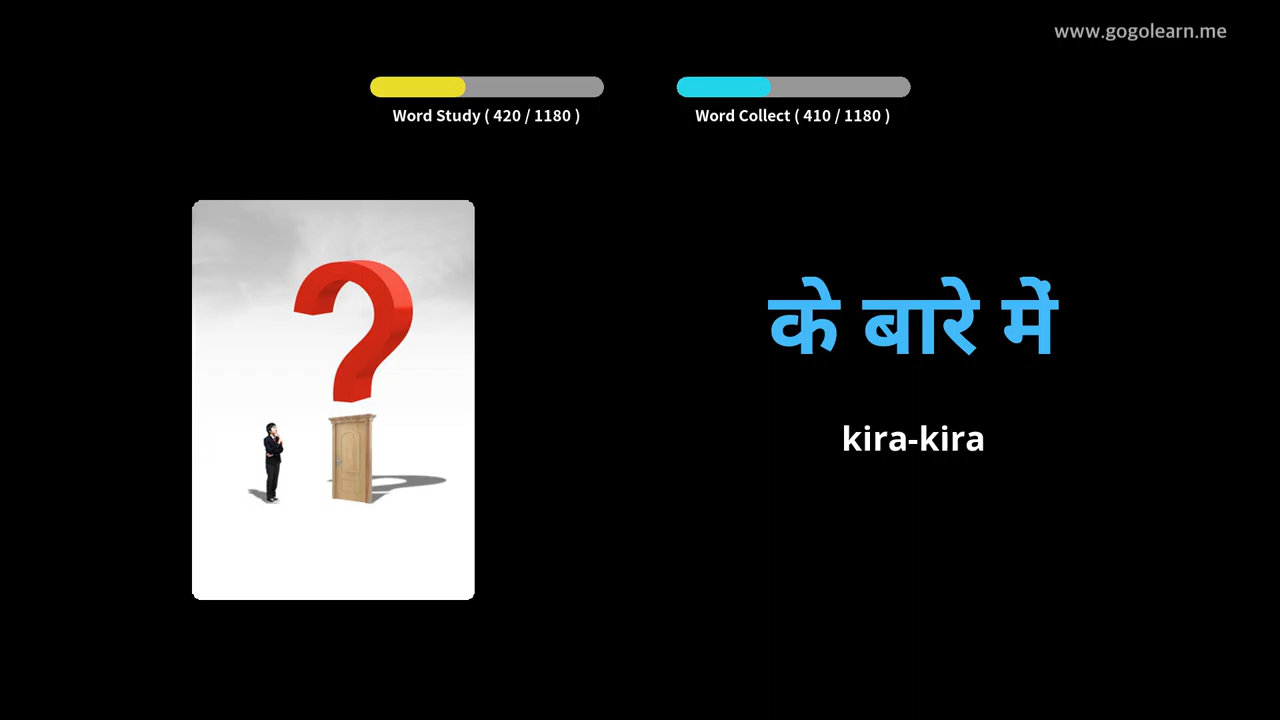 www.gogolearn.me
Word Study ( 420 / 1180 )
Word Collect ( 410 / 1180 )
के बारे में
kira-kira